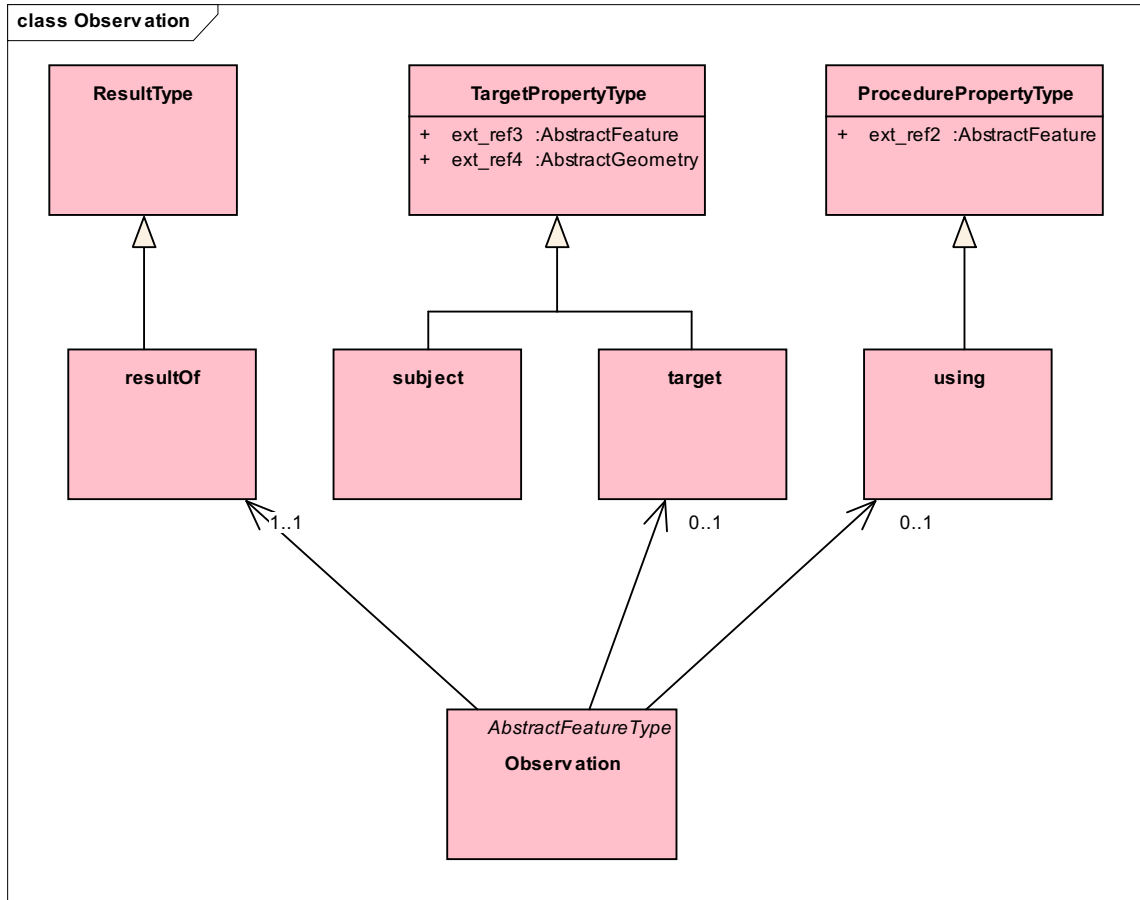 class Observation
ResultType
TargetPropertyType
+ ext_ref3 :AbstractFeature
+ ext_ref4 :AbstractGeometry
ProcedurePropertyType
+ ext_ref2 :AbstractFeature
resultOf
subject
target
using
1..1
0..1
0..1
AbstractFeatureType
Observation